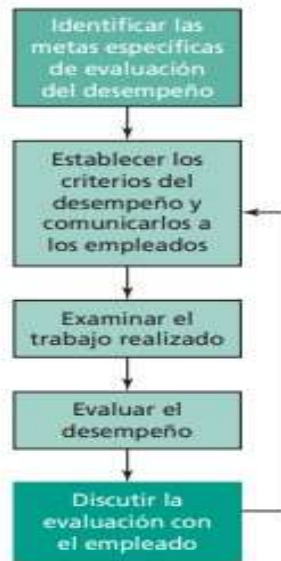 Identificar las
metas específicas
de evaluación
del desempeño
Establecer los
criterios del
desempeño y
comunicarlos a
los empleados
Examinar el
trabajo realizado
Evaluar el
desempeño
Discutir la
evaluación con
el empleado